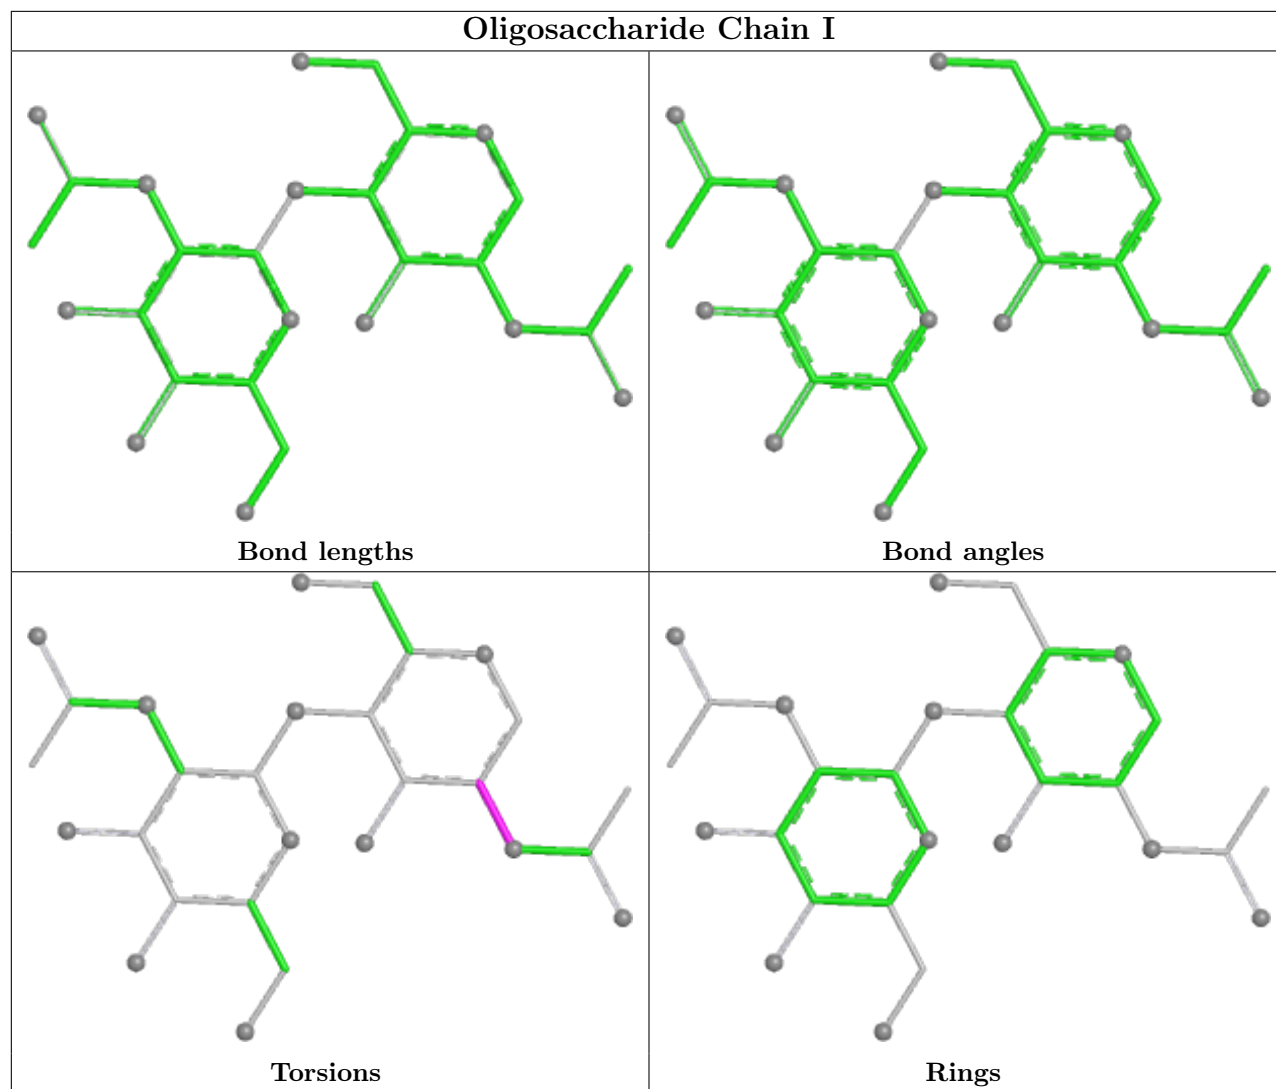 Oligosaccharide Chain I
Bond lengths
Bond angles
Torsions
Rings